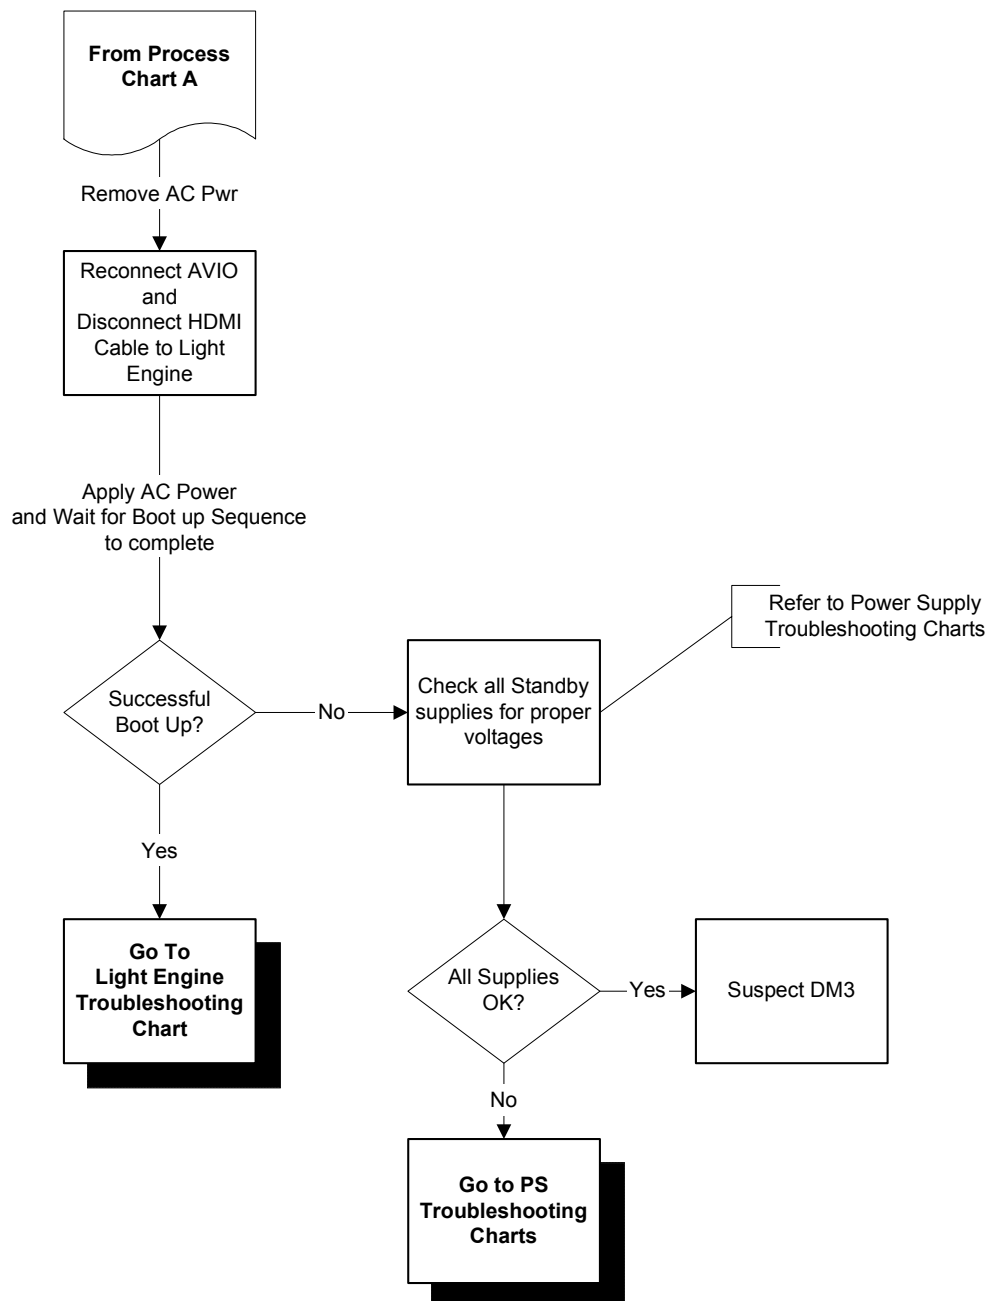 From Process
Chart A
Remove AC Pwr
Reconnect AVIO
and
Disconnect HDMI
Cable to Light
Engine
Apply AC Power
and Wait for Boot up Sequence
to complete
Refer to Power Supply
Troubleshooting Charts
Successful
Boot Up?
No
Check all Standby
supplies for proper
voltages
Yes
Go To
Light Engine
Troubleshooting
Chart
All Supplies
OK?
Yes
Suspect DM3
No
Go to PS
Troubleshooting
Charts